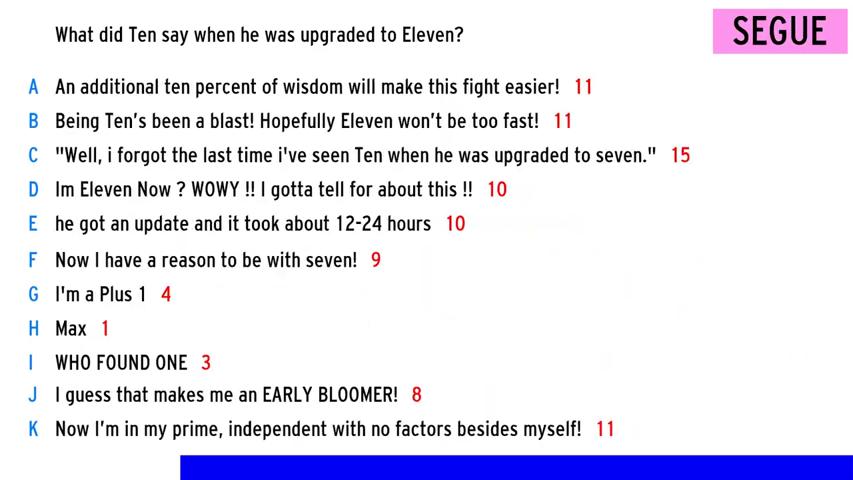 What did Ten say when he was upgraded to Eleven?
SEGUE
A An additional ten percent of wisdom will make this fight easier! 11
B Being Ten's been a blast! Hopefully Eleven won't be too fast! 11
C "Well, i forgot the last time i've seen Ten when he was upgraded to seven." 15
D Im Eleven Now ? WOWY !! I gotta tell for about this !! 10
E he got an update and it took about 12-24 hours 10
F Now I have a reason to be with seven! 9
G I'm a Plus 1 4
H Max 1
I WHO FOUND ONE 3
J I guess that makes me an EARLY BLOOMER! 8
K Now I'm in my prime, independent with no factors besides myself! 11